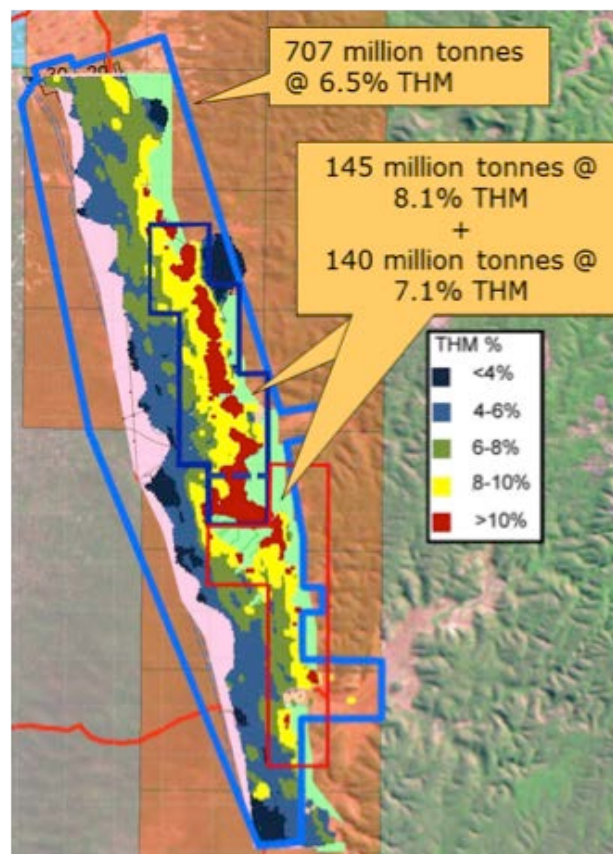 707 million tonnes
@ 6.5% THM
145 million tonnes @
8.1% THM
+
140 million tonnes @
7.1% THM
THM %
<4%
4-6%
6-8%
8-10%
>10%